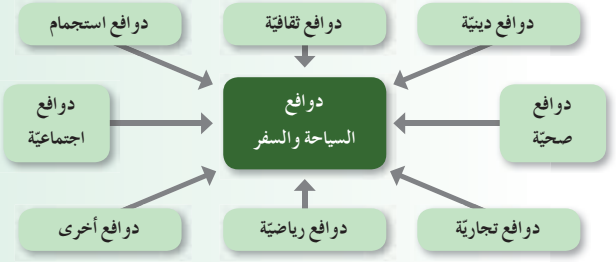 دوافع دينيّة
دوافع ثقافيّة
دوافع استجمام
دوافع
صحيّة
دوافع
السياحة والسفر
دوافع
اجتماعيّة
دوافع تجاريّة
دوافع رياضيّة
دوافع أخرى